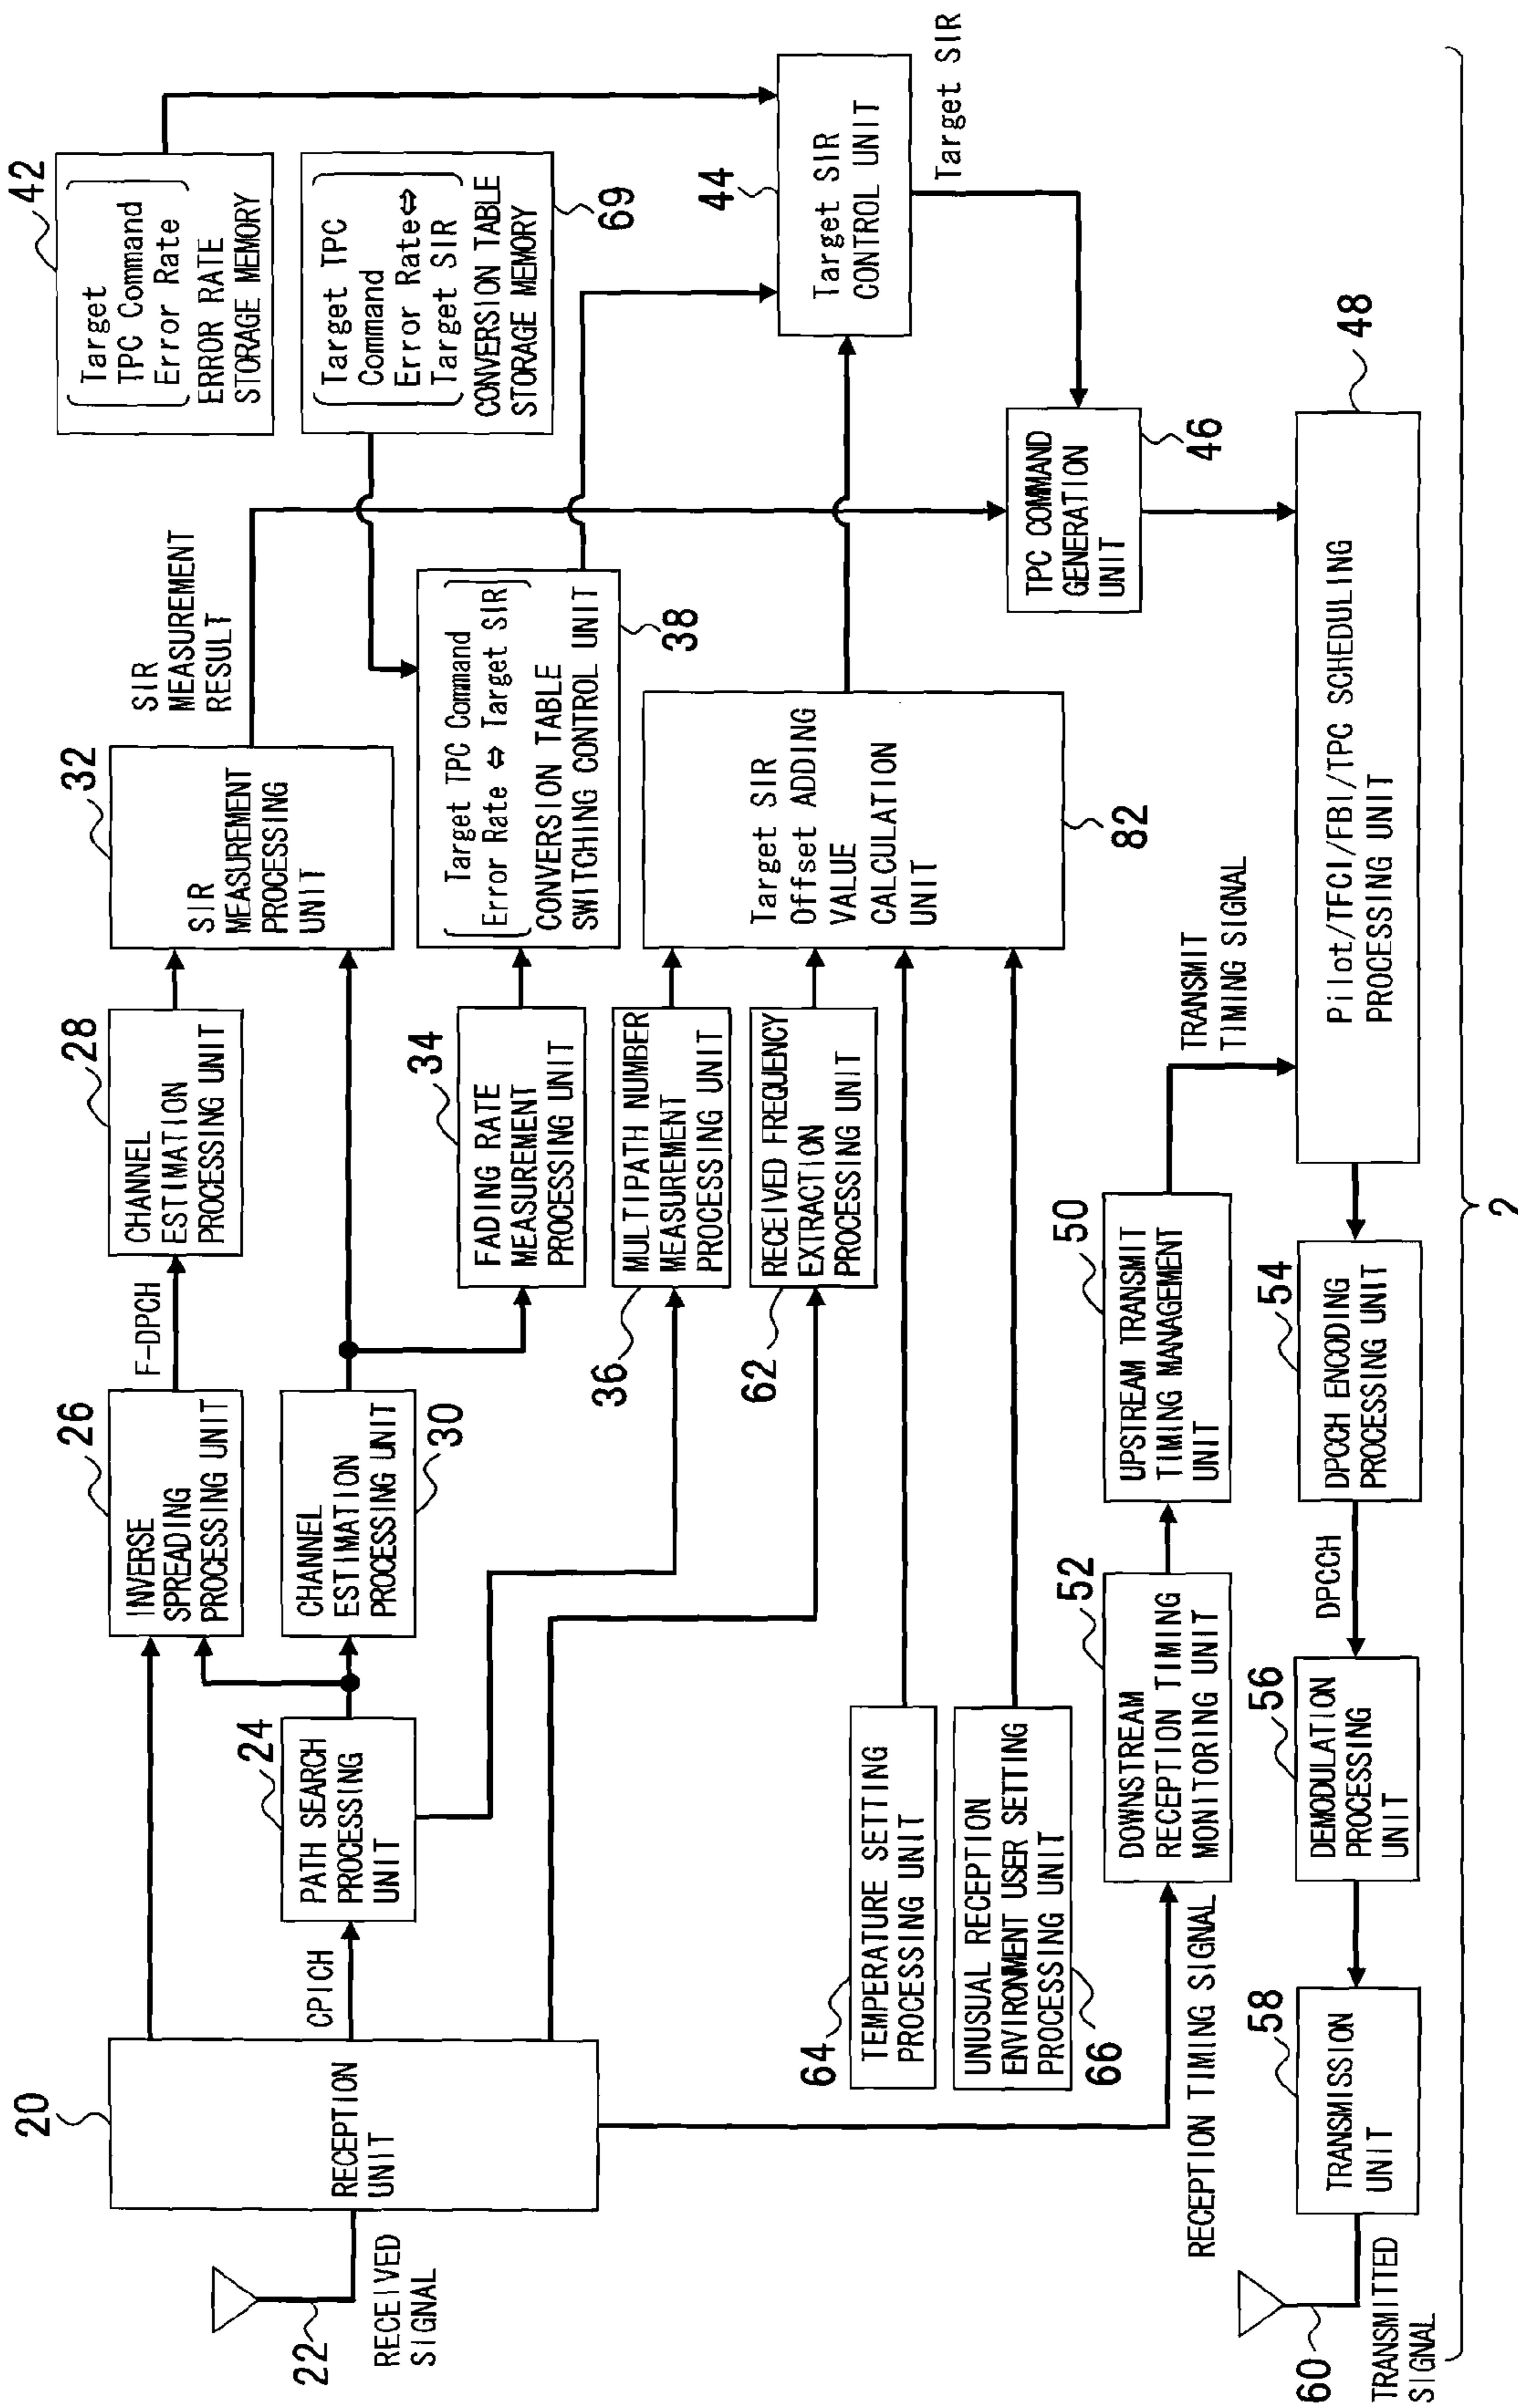 22
RECEIVED
SIGNAL
20
RECEPTION
UNIT
CPICH
24
PATH SEARCH
PROCESSING
UNIT
26
INVERSE
SPREADING
PROCESSING UNIT
CHANNEL
ESTIMATION
PROCESSING UNIT
30
F-DPCH
28
CHANNEL
ESTIMATION
PROCESSING UNIT
32
SIR
MEASUREMENT
PROCESSING
UNIT
SIR
MEASUREMENT
RESULT
34
FADING RATE
MEASUREMENT
PROCESSING UNIT
36
MULTIPATH NUMBER
MEASUREMENT
PROCESSING UNIT
62
RECEIVED FREQUENCY
EXTRACTION
PROCESSING UNIT
Target TPC Command
Error Rate ⇔ Target SIR
CONVERSION TABLE
SWITCHING CONTROL UNIT
38
Target SIR
Offset ADDING
VALUE
CALCULATION
UNIT
82
42
Target
TPC Command
Error Rate
ERROR RATE
STORAGE MEMORY
Target TPC
Command
Error Rate⇔
Target SIR
CONVERSION TABLE
STORAGE MEMORY
69
44
Target SIR
CONTROL UNIT
Target SIR
TPC COMMAND
GENERATION
UNIT
46
64
TEMPERATURE SETTING
PROCESSING UNIT
UNUSUAL RECEPTION
ENVIRONMENT USER SETTING
PROCESSING UNIT
66
RECEPTION TIMING SIGNAL
52
DOWNSTREAM
RECEPTION TIMING
MONITORING UNIT
50
UPSTREAM TRANSMIT
TIMING MANAGEMENT
UNIT
TRANSMIT
TIMING SIGNAL
48
Pilot/TFCI/FBI/TPC SCHEDULING
PROCESSING UNIT
54
DPCCH ENCODING
PROCESSING UNIT
DPCCH
56
DEMODULATION
PROCESSING
UNIT
58
TRANSMISSION
UNIT
60
TRANSMITTED
SIGNAL
2